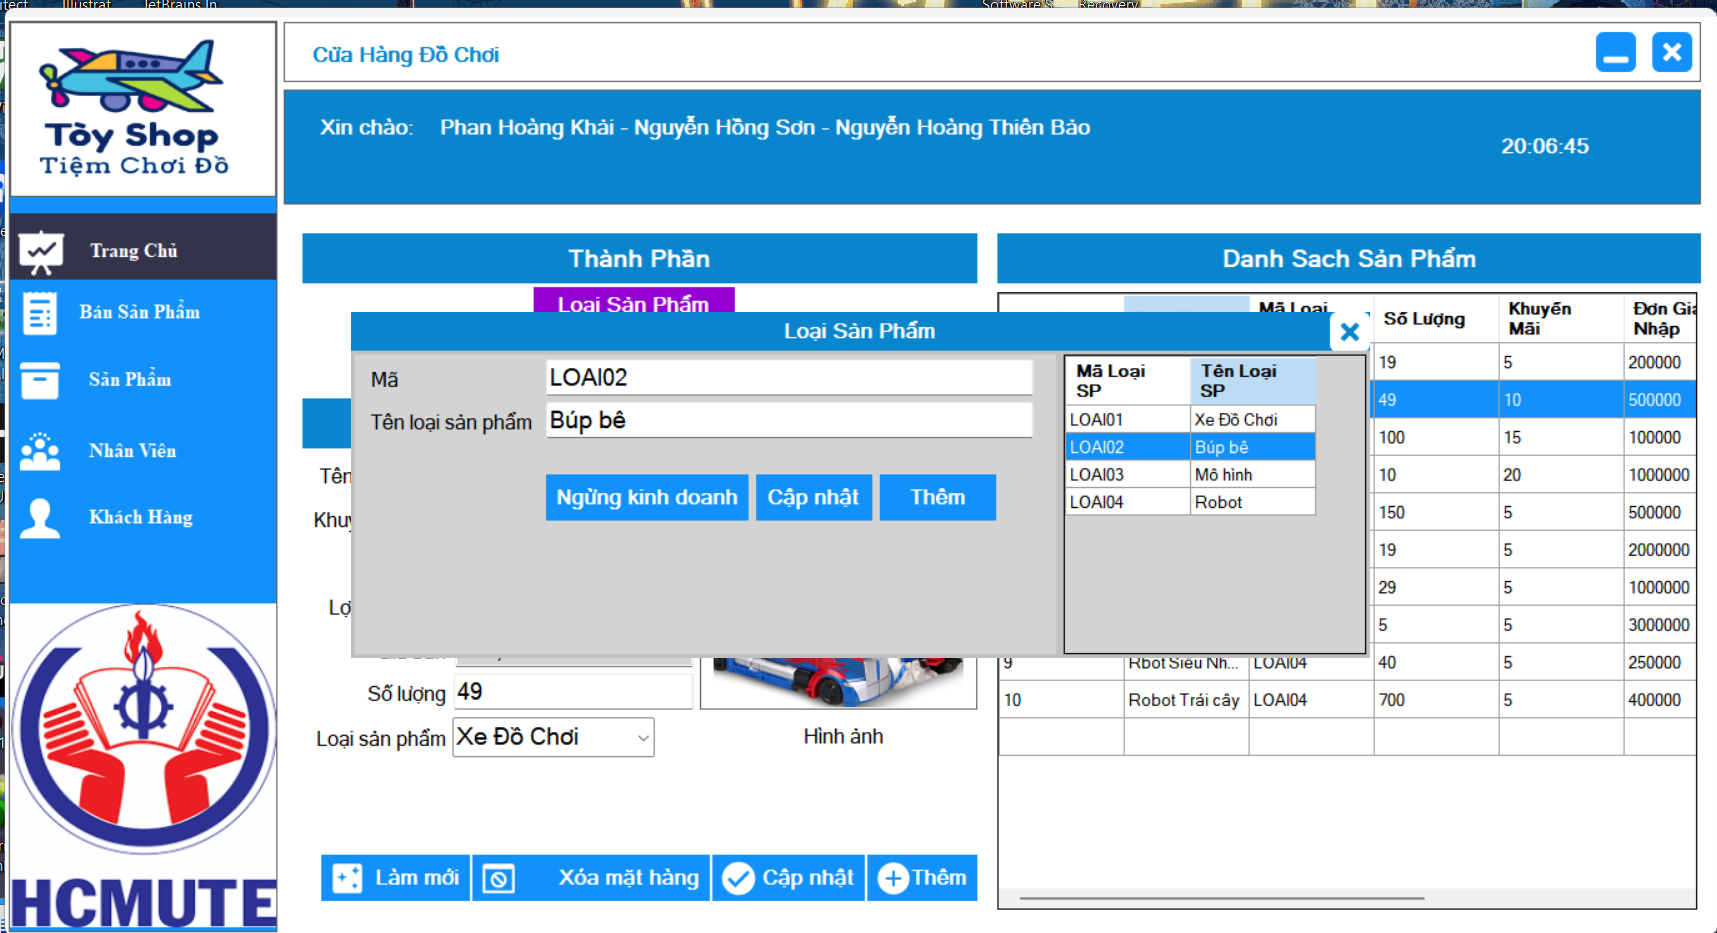 Illustrat
JetBrains In
Recovery
Tòy Shop
Tiệm Chơi Đồ
Trang Chủ
Bán Sản Phẩm
Sản Phẩm
Nhân Viên
Khách Hàng
HCMUTE
Cửa Hàng Đồ Chơi
Xin chào: Phan Hoàng Khải - Nguyễn Hồng Sơn - Nguyễn Hoàng Thiên Bảo
20:06:45
Thành Phần
Loại Sản Phẩm
Loại Sản Phẩm
Mã LOAI02
Tên loại sản phẩm Búp bê
Ngừng kinh doanh Cập nhật Thêm
Mã Loại SP Tên Loại SP
LOAI01 Xe Đồ Chơi
LOAI02 Búp bê
LOAI03 Mô hình
LOAI04 Robot
Tên
Số lượng 49
Loại sản phẩm Xe Đồ Chơi
Hình ảnh
Làm mới Xóa mặt hàng Cập nhật Thêm
Danh Sach Sản Phẩm
Mã Loại Số Lượng Khuyến Mãi Đơn Giá Nhập
19 5 200000
49 10 500000
100 15 100000
10 20 1000000
150 5 500000
19 5 2000000
29 5 1000000
5 5 3000000
9 Rbot Siêu Nh... LOAI04 40 5 250000
10 Robot Trái cây LOAI04 700 5 400000